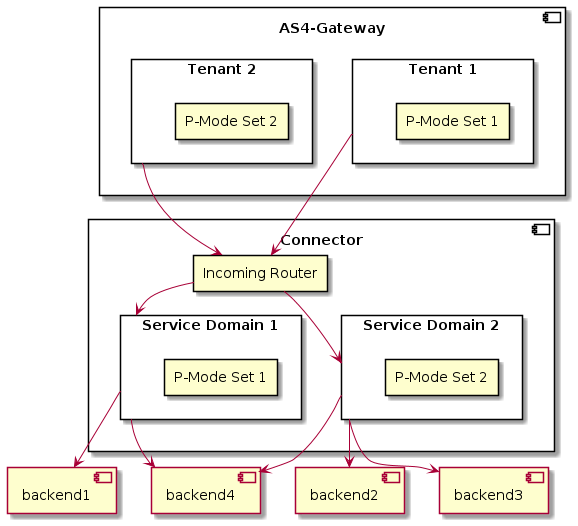 AS4-Gateway
Tenant 2
Tenant 1
P-Mode Set 2
P-Mode Set 1
Connector
Incoming Router
Service Domain 1
Service Domain 2
P-Mode Set 1
P-Mode Set 2
backend1
backend4
backend2
backend3